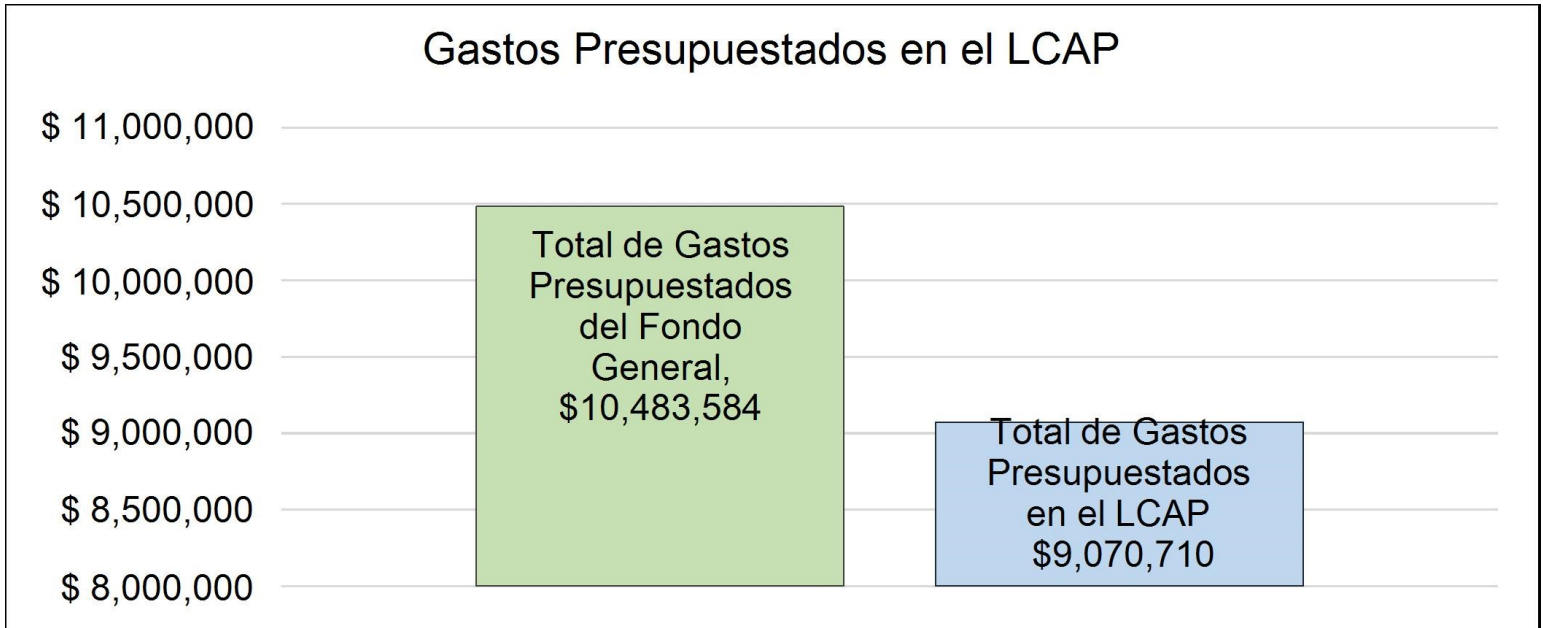 Gastos Presupuestados en el LCAP
$ 11,000,000
$ 10,500,000
$ 10,000,000
$ 9,500,000
$ 9,000,000
$ 8,500,000
$ 8,000,000
Total de Gastos
Presupuestados
del Fondo
General,
$10,483,584
Total de Gastos
Presupuestados
en el LCAP
$9,070,710